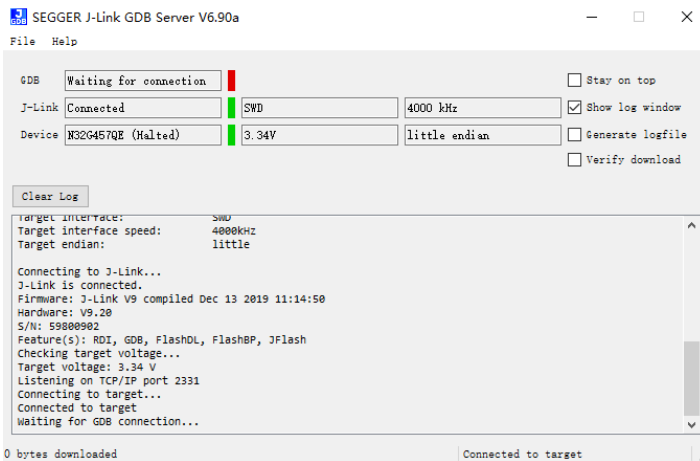 SEGGER J-Link GDB Server V6.90a
File Help
GDB Waiting for connection Stay on top
J-Link Connected SWD 4000 kHz Show log window
Device N32G457QE (Halted) 3.34V little endian Generate logfile
Verify download
Clear Log
Target interface: SWD
Target interface speed: 4000kHz
Target endian: little
Connecting to J-Link...
J-Link is connected.
Firmware: J-Link V9 compiled Dec 13 2019 11:14:50
Hardware: V9.20
S/N: 59800902
Feature(s): RDI, GDB, FlashDL, FlashBP, JFlash
Checking target voltage...
Target voltage: 3.34 V
Listening on TCP/IP port 2331
Connecting to target...
Connected to target
Waiting for GDB connection...
0 bytes downloaded Connected to target